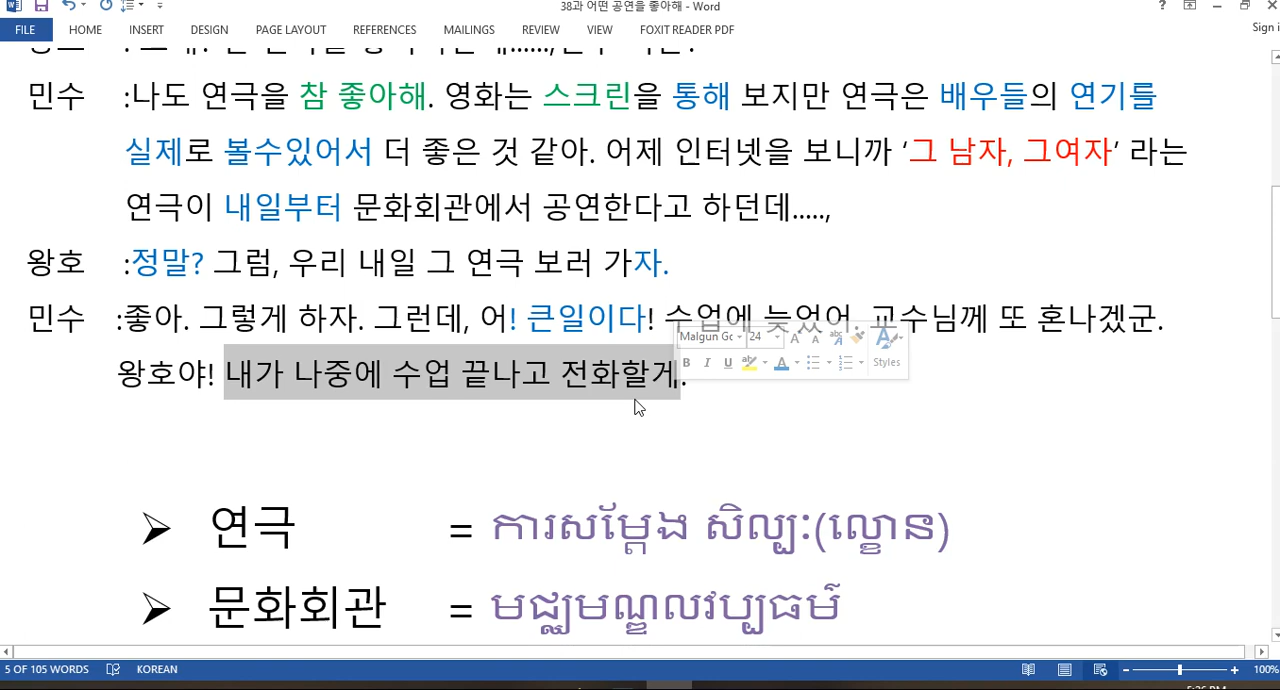 38과 어떤 공연을 좋아해 - Word
FILE HOME INSERT DESIGN PAGE LAYOUT REFERENCES MAILINGS REVIEW VIEW FOXIT READER PDF Sign i
민수 :나도 연극을 참 좋아해. 영화는 스크린을 통해 보지만 연극은 배우들의 연기를
실제로 볼수있어서 더 좋은 것 같아. 어제 인터넷을 보니까 ‘그 남자, 그여자’ 라는
연극이 내일부터 문화회관에서 공연한다고 하던데.....,
왕호 :정말? 그럼, 우리 내일 그 연극 보러 가자.
민수 :좋아. 그렇게 하자. 그런데, 어! 큰일이다! 수업에 늦었어. 교수님께 또 혼나겠군.
Malgun Gc 24
Styles
왕호야! 내가 나중에 수업 끝나고 전화할게.
연극 = ការសម្តែង សិល្បៈ(ល្ខោន)
문화회관 = មជ្ឈមណ្ឌលវប្បធម៌
5 OF 105 WORDS KOREAN 100%